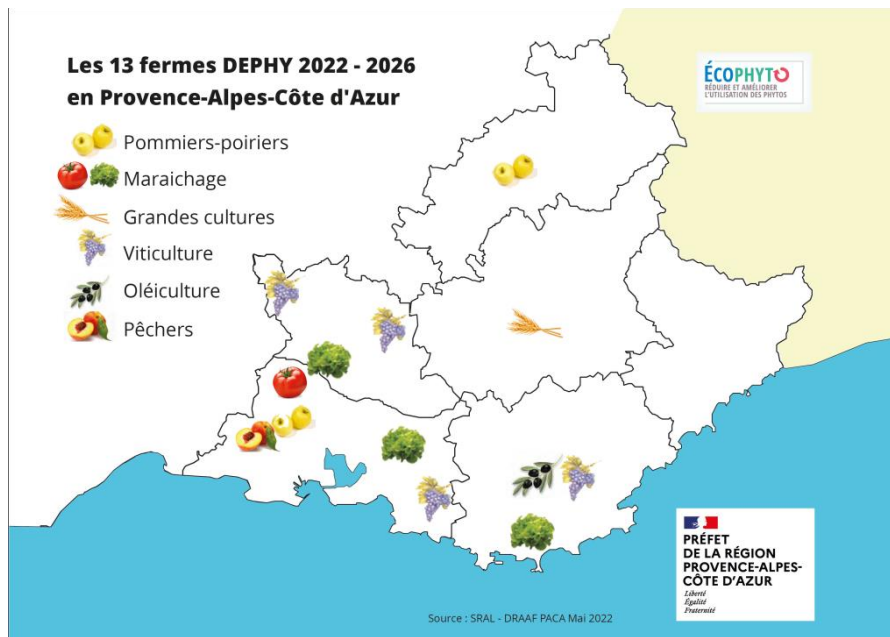 Les 13 fermes DEPHY 2022 - 2026
en Provence-Alpes-Côte d'Azur
ÉCOPHYTO
RÉDUIRE ET AMÉLIORER
L'UTILISATION DES PHYTOS
Pommiers-poiriers
Maraichage
Grandes cultures
Viticulture
Oléiculture
Pêchers
PRÉFET
DE LA RÉGION
PROVENCE-ALPES-
CÔTE D'AZUR
Liberté
Égalité
Fraternité
Source : SRAL - DRAAF PACA Mai 2022